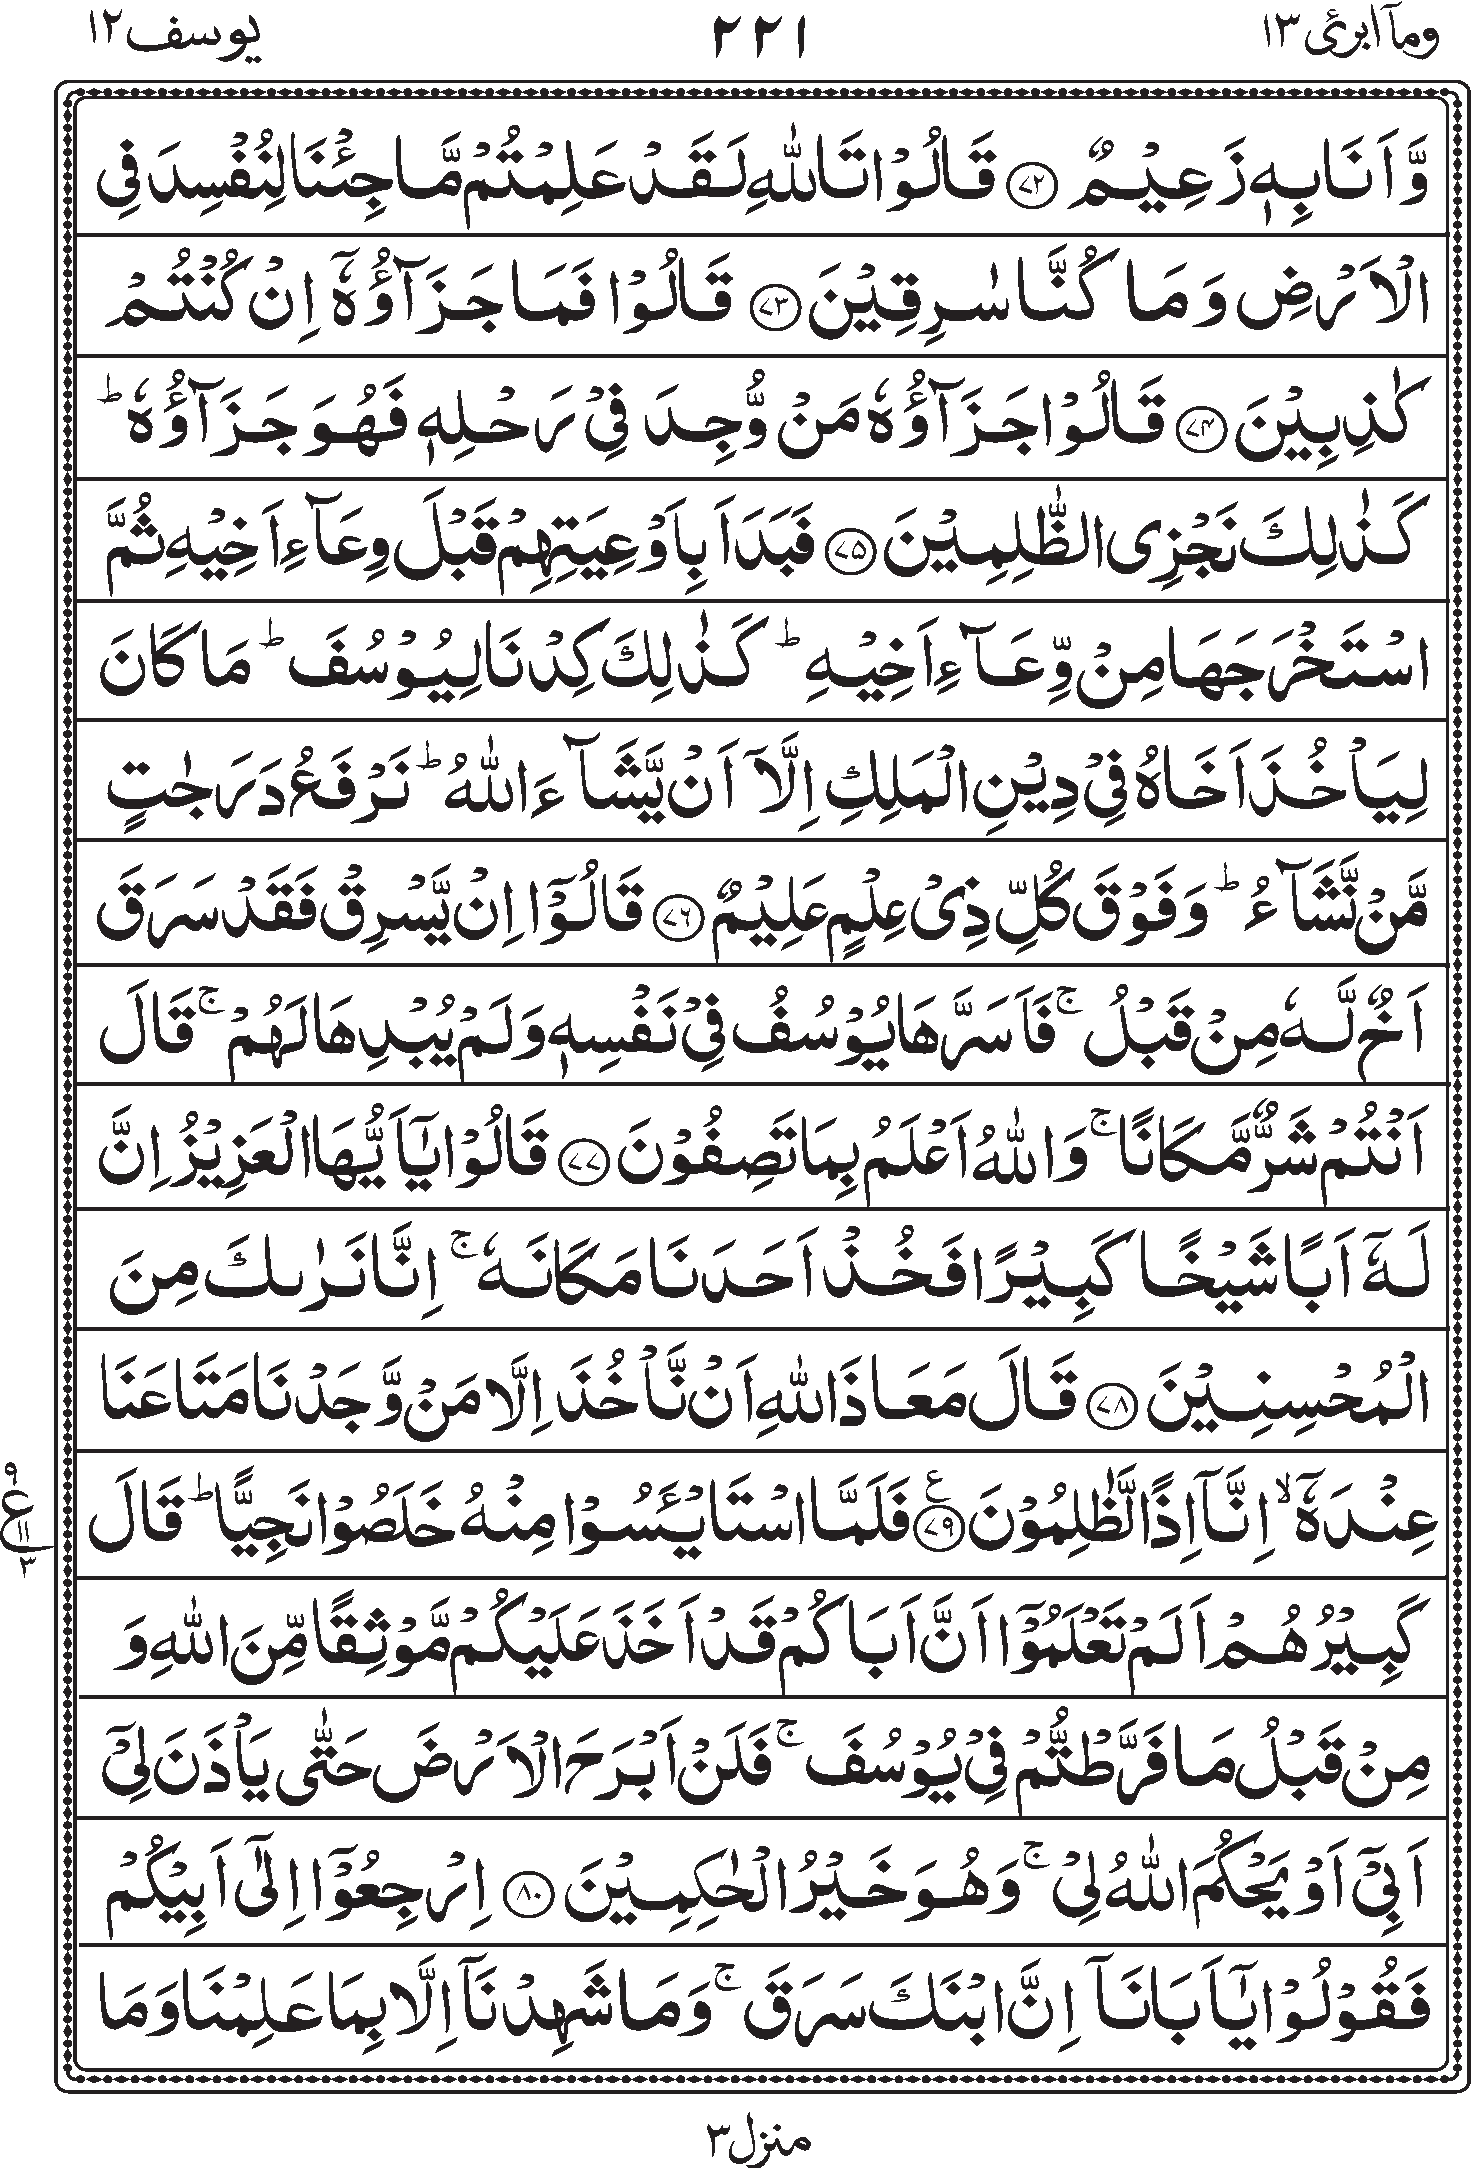 وماۤ ابرئ ١٣ ٢٢١ يوسف ١٢
وَّاَنَا بِهٖ زَعِيْمٌ ﴿٧٢﴾ قَالُوْا تَاللّٰهِ لَقَدْ عَلِمْتُمْ مَّا جِئْنَا لِنُفْسِدَ فِي
الْاَرْضِ وَمَا كُنَّا سٰرِقِيْنَ ﴿٧٣﴾ قَالُوْا فَمَا جَزَآؤُهٗۤ اِنْ كُنْتُمْ
كٰذِبِيْنَ ﴿٧٤﴾ قَالُوْا جَزَآؤُهٗ مَنْ وُّجِدَ فِيْ رَحْلِهٖ فَهُوَ جَزَآؤُهٗ ؕ
كَذٰلِكَ نَجْزِي الظّٰلِمِيْنَ ﴿٧٥﴾ فَبَدَاَ بِاَوْعِيَتِهِمْ قَبْلَ وِعَآءِ اَخِيْهِ ثُمَّ
اسْتَخْرَجَهَا مِنْ وِّعَآءِ اَخِيْهِ ؕ كَذٰلِكَ كِدْنَا لِيُوْسُفَ ؕ مَا كَانَ
لِيَاْخُذَ اَخَاهُ فِيْ دِيْنِ الْمَلِكِ اِلَّاۤ اَنْ يَّشَآءَ اللّٰهُ ؕ نَرْفَعُ دَرَجٰتٍ
مَّنْ نَّشَآءُ ؕ وَفَوْقَ كُلِّ ذِيْ عِلْمٍ عَلِيْمٌ ﴿٧٦﴾ قَالُوْۤا اِنْ يَّسْرِقْ فَقَدْ سَرَقَ
اَخٌ لَّهٗ مِنْ قَبْلُ ۚ فَاَسَرَّهَا يُوْسُفُ فِيْ نَفْسِهٖ وَلَمْ يُبْدِهَا لَهُمْ ۚ قَالَ
اَنْتُمْ شَرٌّ مَّكَانًا ۚ وَاللّٰهُ اَعْلَمُ بِمَا تَصِفُوْنَ ﴿٧٧﴾ قَالُوْا يٰۤاَيُّهَا الْعَزِيْزُ اِنَّ
لَهٗۤ اَبًا شَيْخًا كَبِيْرًا فَخُذْ اَحَدَنَا مَكَانَهٗ ۚ اِنَّا نَرٰىكَ مِنَ
الْمُحْسِنِيْنَ ﴿٧٨﴾ قَالَ مَعَاذَ اللّٰهِ اَنْ نَّاْخُذَ اِلَّا مَنْ وَّجَدْنَا مَتَاعَنَا
عِنْدَهٗۤ ۙ اِنَّاۤ اِذًا لَّظٰلِمُوْنَ ﴿٧٩﴾ ع فَلَمَّا اسْتَايْـَٔسُوْا مِنْهُ خَلَصُوْا نَجِيًّا ؕ قَالَ
٩ ع ١١ ٣
كَبِيْرُهُمْ اَلَمْ تَعْلَمُوْۤا اَنَّ اَبَاكُمْ قَدْ اَخَذَ عَلَيْكُمْ مَّوْثِقًا مِّنَ اللّٰهِ وَ
مِنْ قَبْلُ مَا فَرَّطْتُّمْ فِيْ يُوْسُفَ ۚ فَلَنْ اَبْرَحَ الْاَرْضَ حَتّٰى يَاْذَنَ لِيْۤ
اَبِيْۤ اَوْ يَحْكُمَ اللّٰهُ لِيْ ۚ وَهُوَ خَيْرُ الْحٰكِمِيْنَ ﴿٨٠﴾ اِرْجِعُوْۤا اِلٰۤى اَبِيْكُمْ
فَقُوْلُوْا يٰۤاَبَانَاۤ اِنَّ ابْنَكَ سَرَقَ ۚ وَمَا شَهِدْنَاۤ اِلَّا بِمَا عَلِمْنَا وَمَا
منزل ٣